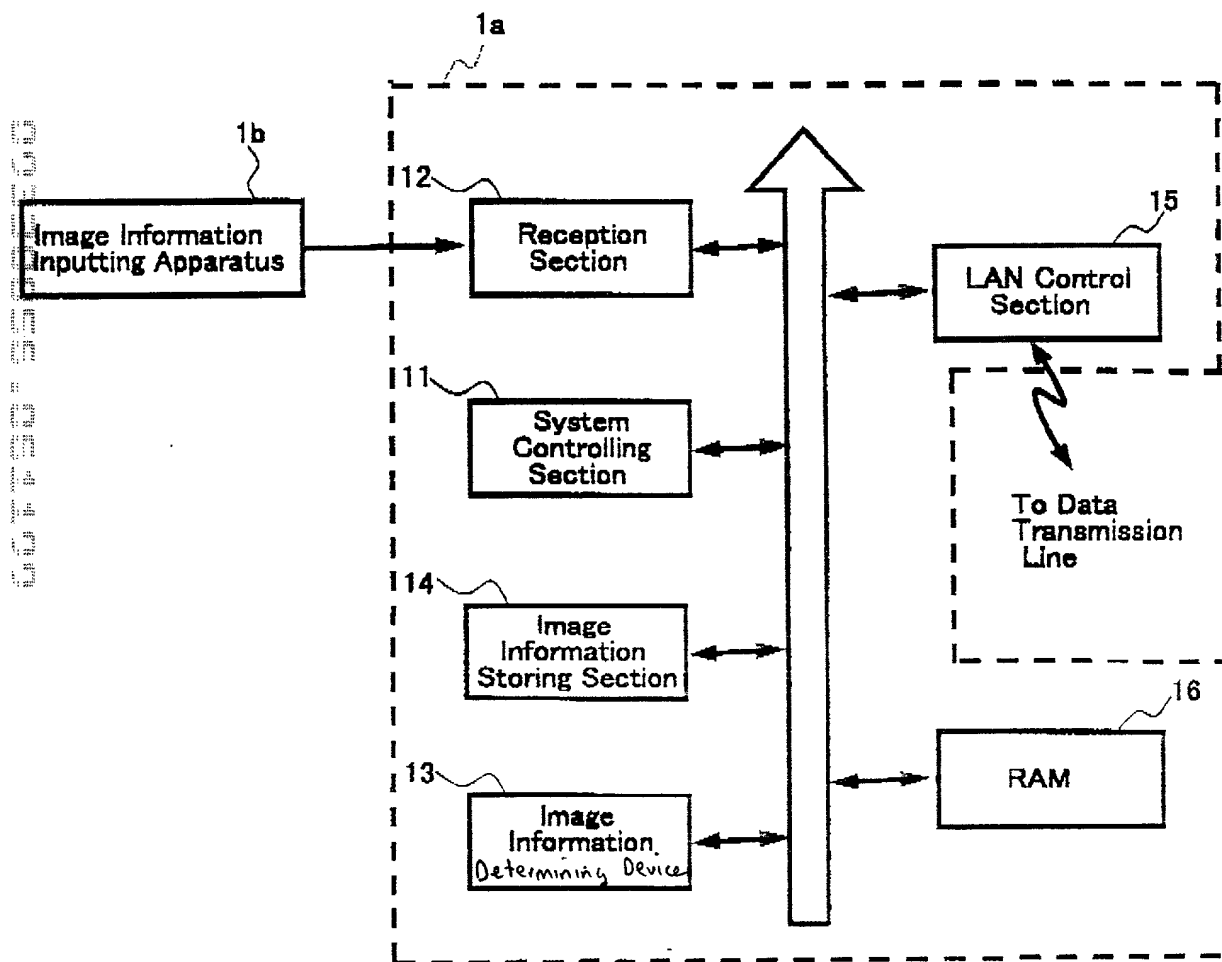 1a
1b
Image Information
Inputting Apparatus
12
Reception
Section
15
LAN Control
Section
11
System
Controlling
Section
To Data
Transmission
Line
14
Image
Information
Storing Section
16
RAM
13
Image
Information
Determining Device